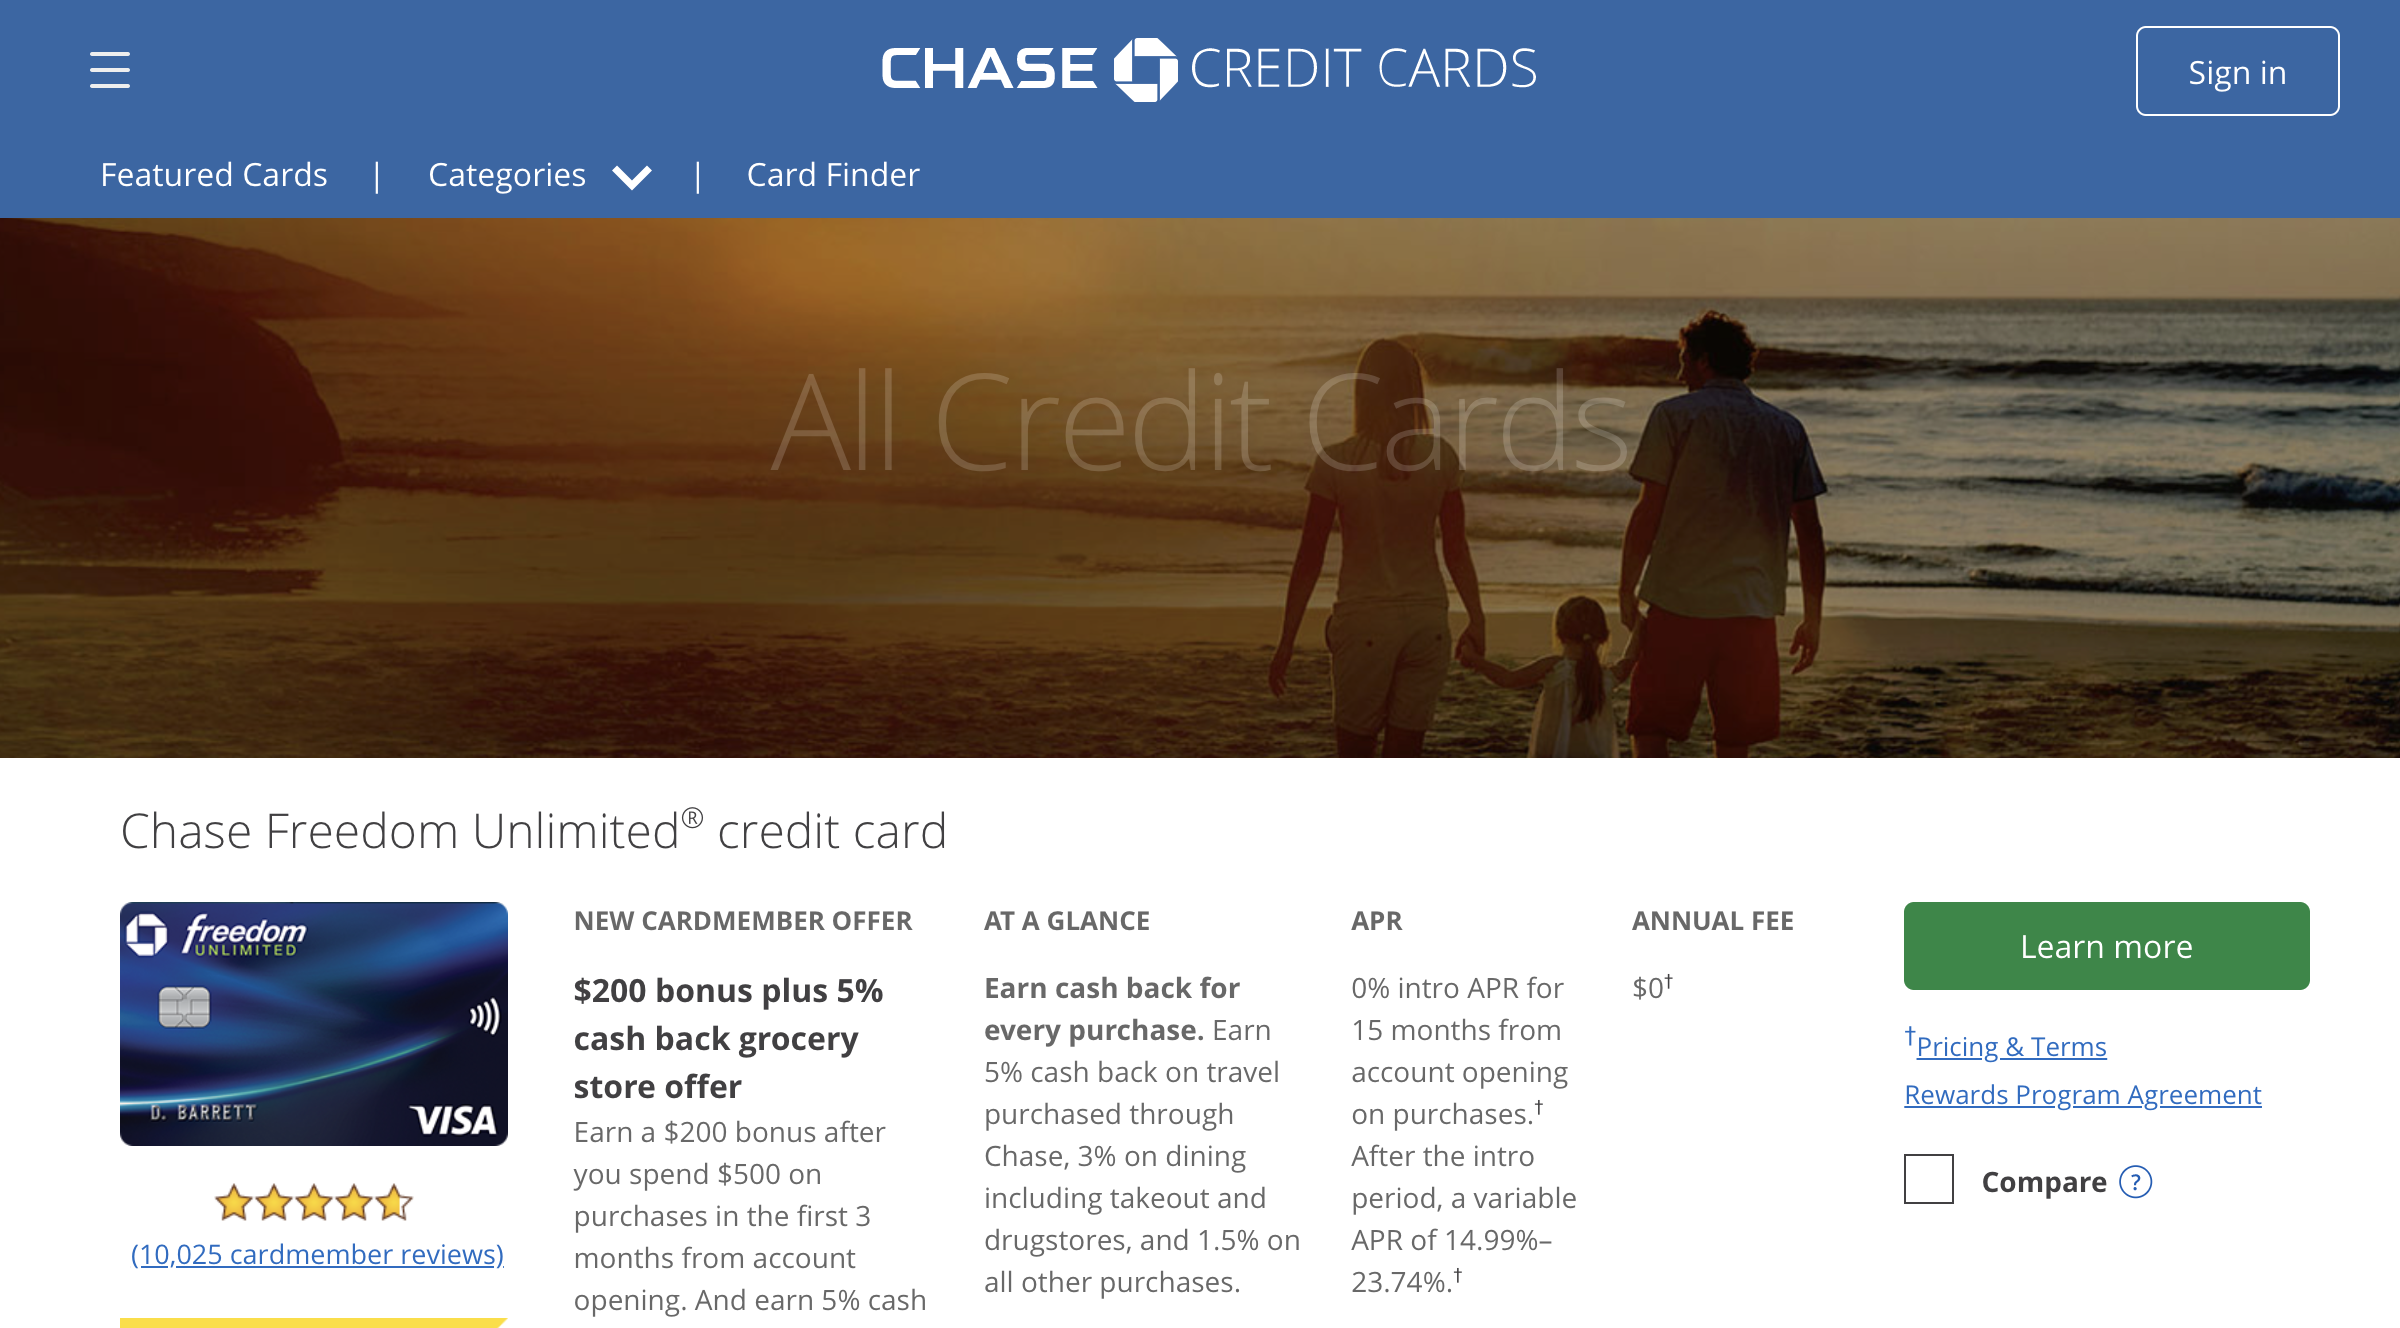 CHASE CREDIT CARDS
Sign in
Featured Cards | Categories | Card Finder
All Credit Cards
Chase Freedom Unlimited® credit card
freedom
UNLIMITED
D. BARRETT
VISA
(10,025 cardmember reviews)
NEW CARDMEMBER OFFER
$200 bonus plus 5%
cash back grocery
store offer
Earn a $200 bonus after
you spend $500 on
purchases in the first 3
months from account
opening. And earn 5% cash
AT A GLANCE
Earn cash back for
every purchase. Earn
5% cash back on travel
purchased through
Chase, 3% on dining
including takeout and
drugstores, and 1.5% on
all other purchases.
APR
0% intro APR for
15 months from
account opening
on purchases.†
After the intro
period, a variable
APR of 14.99%–
23.74%.†
ANNUAL FEE
$0†
Learn more
†Pricing & Terms
Rewards Program Agreement
Compare ?